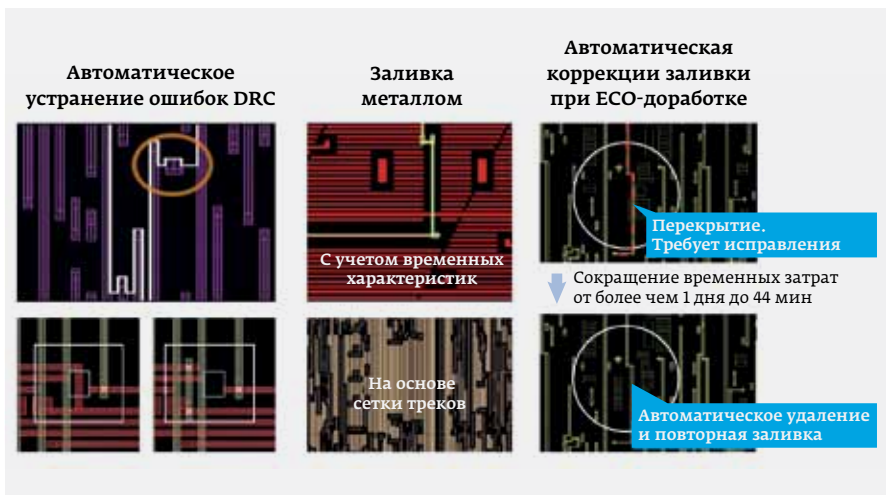 Автоматическое
устранение ошибок DRC
Заливка
металлом
С учетом временных
характеристик
На основе
сетки треков
Автоматическая
коррекции заливки
при ECO-доработке
Перекрытие.
Требует исправления
Сокращение временных затрат
от более чем 1 дня до 44 мин
Автоматическое удаление
и повторная заливка